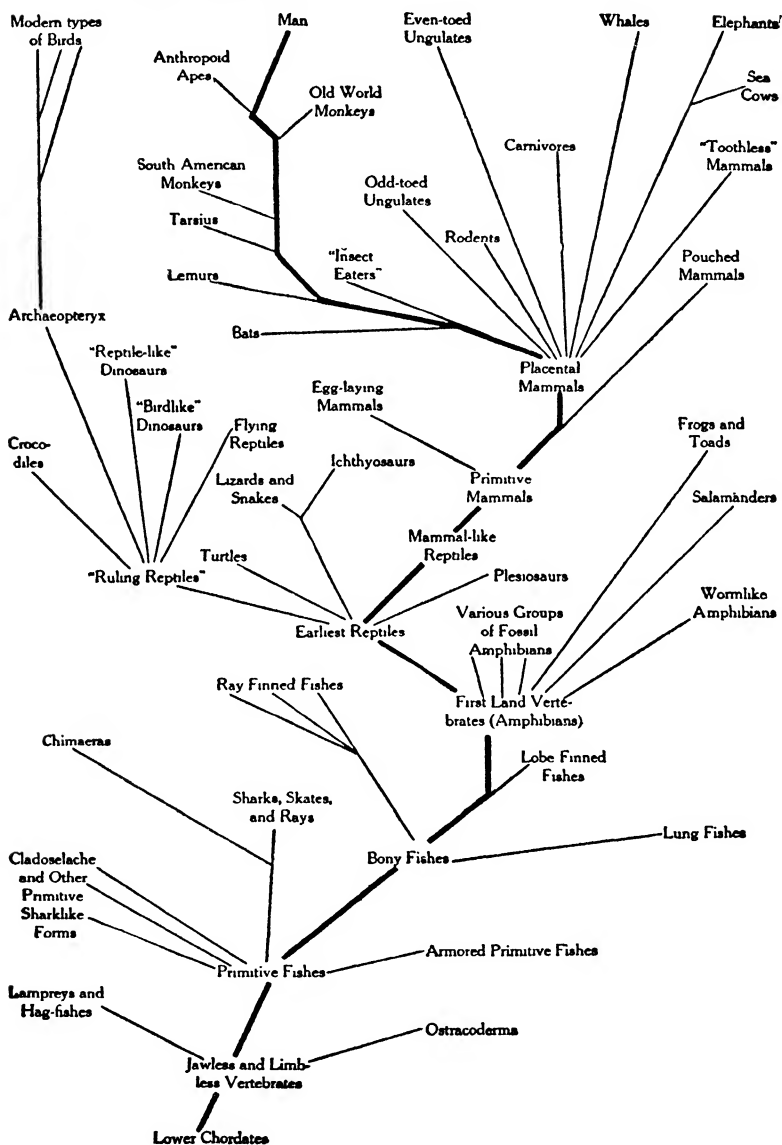 Modern types
of Birds
Man
Even-toed
Ungulates
Whales
Elephants
Anthropoid
Apes
Old World
Monkeys
Sea
Cows
Carnivores
"Toothless"
Mammals
South American
Monkeys
Odd-toed
Ungulates
Tarsius
Rodents
"Insect
Eaters"
Pouched
Mammals
Lemurs
Archaeopteryx
Bats
"Reptile-like"
Dinosaurs
Placental
Mammals
Egg-laying
Mammals
"Birdlike"
Dinosaurs
Flying
Reptiles
Frogs and
Toads
Croco-
diles
Ichthyosaurs
Lizards and
Snakes
Primitive
Mammals
Salamanders
Mammal-like
Reptiles
Turtles
"Ruling Reptiles"
Plesiosaurs
Wormlike
Amphibians
Various Groups
of Fossil
Amphibians
Earliest Reptiles
Ray Finned Fishes
First Land Verte-
brates (Amphibians)
Chimaeras
Lobe Finned
Fishes
Sharks, Skates,
and Rays
Lung Fishes
Bony Fishes
Cladoselache
and Other
Primitive
Sharklike
Forms
Armored Primitive Fishes
Primitive Fishes
Lampreys and
Hag-fishes
Ostracoderma
Jawless and Limb-
less Vertebrates
Lower Chordates